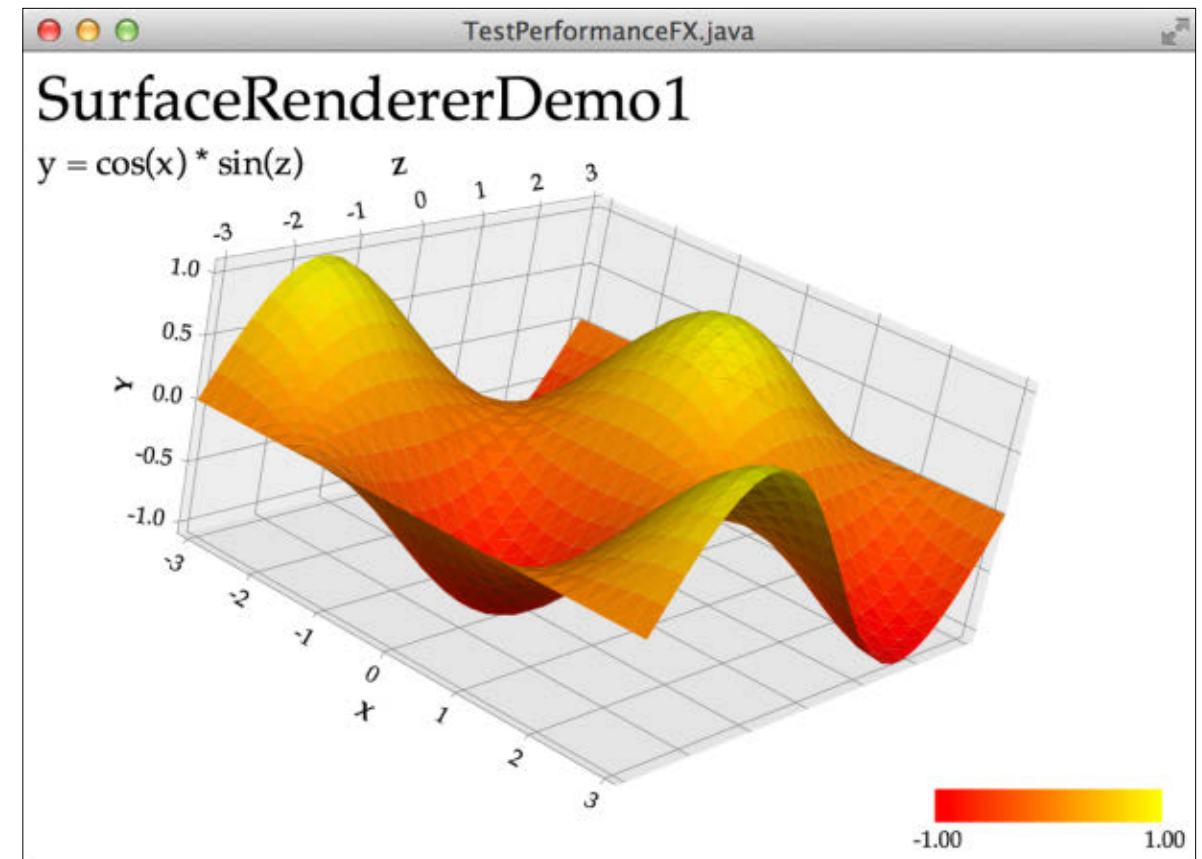 TestPerformanceFX.java
SurfaceRendererDemo1
y = cos(x) * sin(z)
Z
-3 -2 -1 0 1 2 3
1.0
0.5
Y
0.0
-0.5
-1.0
-3
-2
-1
0
X
1
2
3
-1.00 1.00